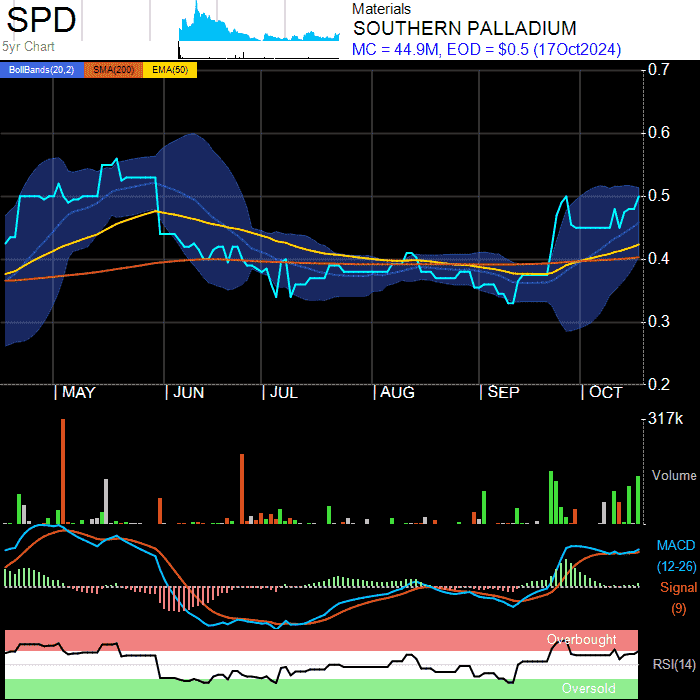 SPD
5yr Chart
Materials
SOUTHERN PALLADIUM
MC = 44.9M, EOD = $0.5 (17Oct2024)
BollBands(20,2) SMA(200) EMA(50)
0.7
0.6
0.5
0.4
0.3
0.2
MAY JUN JUL AUG SEP OCT
317k
Volume
MACD
(12-26)
Signal
(9)
Overbought
RSI(14)
Oversold